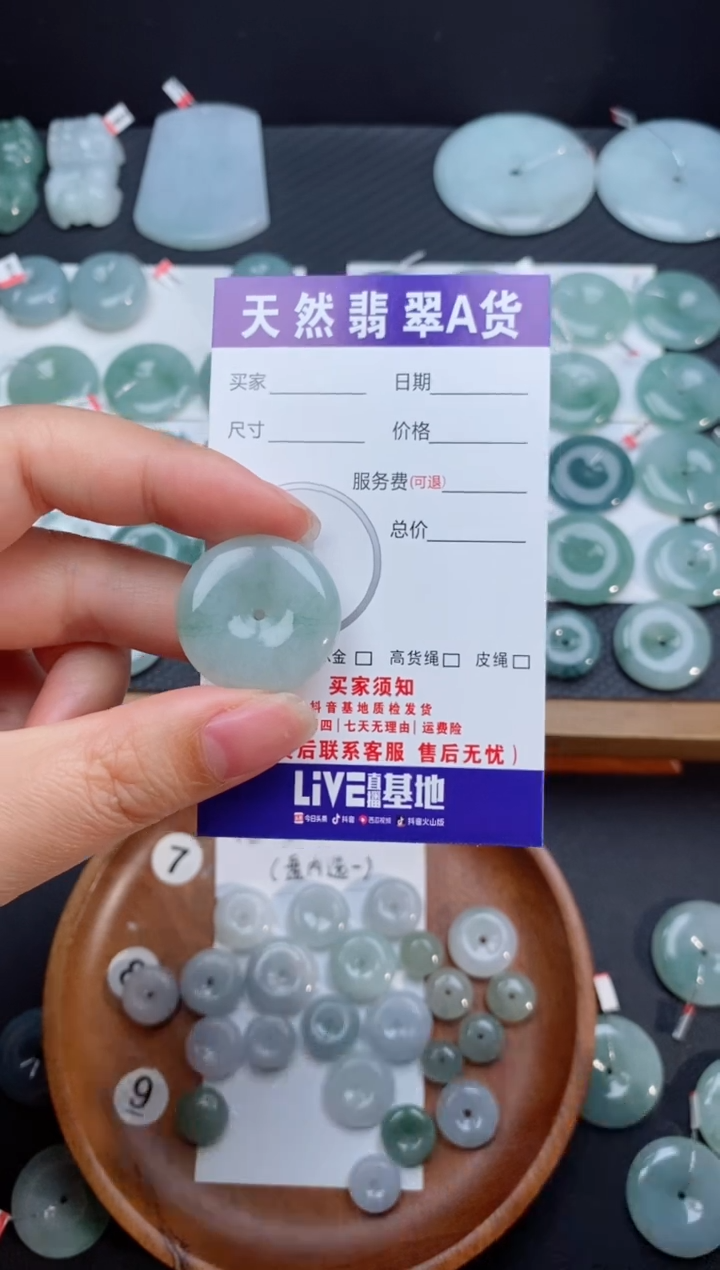 天然翡翠A货
买家 日期
尺寸 价格
服务费(可退)
总价
金 高货绳 皮绳
买家须知
抖音基地质检发货
四|七天无理由|运费险
后联系客服 售后无忧)
LiVE直播基地
今日头条 抖音 西瓜视频 抖音火山版
7
(盘内选一)
8
9